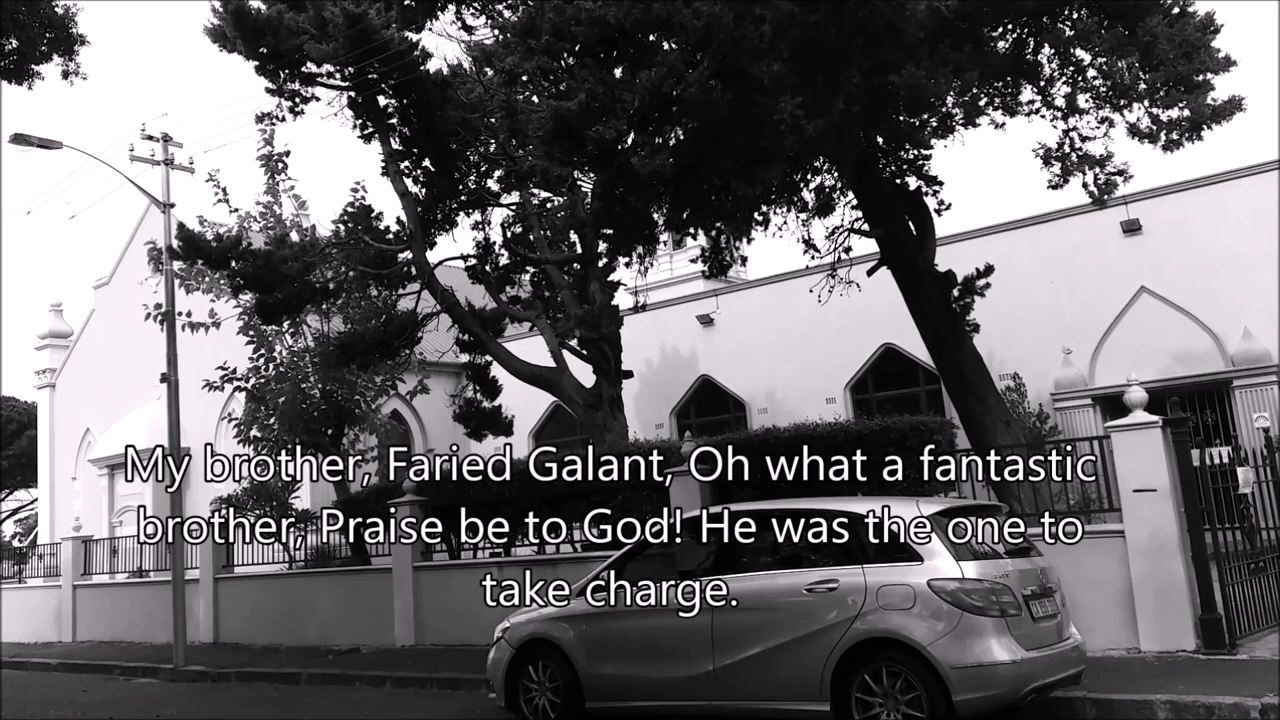 My brother, Faried Galant, Oh what a fantastic
brother, Praise be to God! He was the one to
take charge.